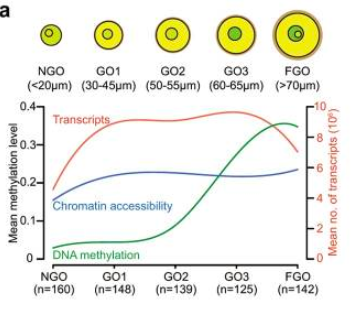 a
NGO GO1 GO2 GO3 FGO
(<20μm) (30-45μm) (50-55μm) (60-65μm) (>70μm)
0.4
0.3
0.2
0.1
0
Mean methylation level
Transcripts
Chromatin accessibility
DNA methylation
10
8
6
4
2
0
Mean no. of transcripts (10⁶)
NGO GO1 GO2 GO3 FGO
(n=160) (n=148) (n=139) (n=125) (n=142)